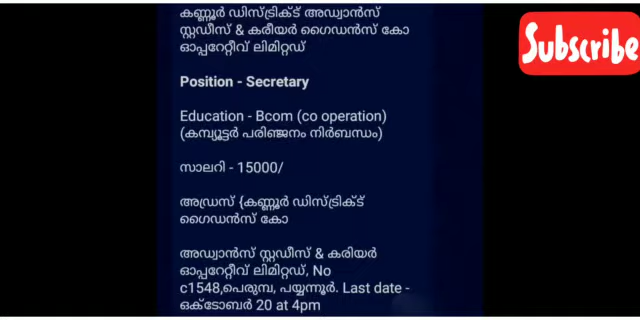 കണ്ണൂർ ഡിസ്ട്രിക്ട് അഡ്വാൻസ്
സ്റ്റഡീസ് & കരീയർ ഗൈഡൻസ് കോ
ഓപ്പറേറ്റീവ് ലിമിറ്റഡ്
Subscribe
Position - Secretary
Education - Bcom (co operation)
(കമ്പ്യൂട്ടർ പരിഞ്ജനം നിർബന്ധം)
സാലറി - 15000/
അഡ്രസ് {കണ്ണൂർ ഡിസ്ട്രിക്ട്
ഗൈഡൻസ് കോ
അഡ്വാൻസ് സ്റ്റഡീസ് & കരിയർ
ഓപ്പറേറ്റീവ് ലിമിറ്റഡ്, No
c1548,പെരുമ്പ, പയ്യന്നൂർ. Last date -
ഒക്ടോബർ 20 at 4pm